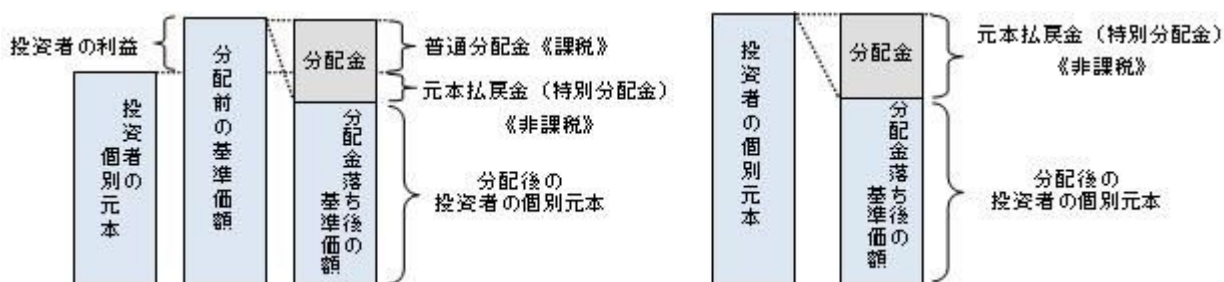 投資者の利益
投資者の
個別元本
分配前の基準価額
分配金
分配金落ち後の
基準価額
普通分配金《課税》
元本払戻金（特別分配金）
《非課税》
分配後の
投資者の個別元本
投資者の個別元本
分配金
分配金落ち後の
基準価額
元本払戻金（特別分配金）
《非課税》
分配後の
投資者の個別元本